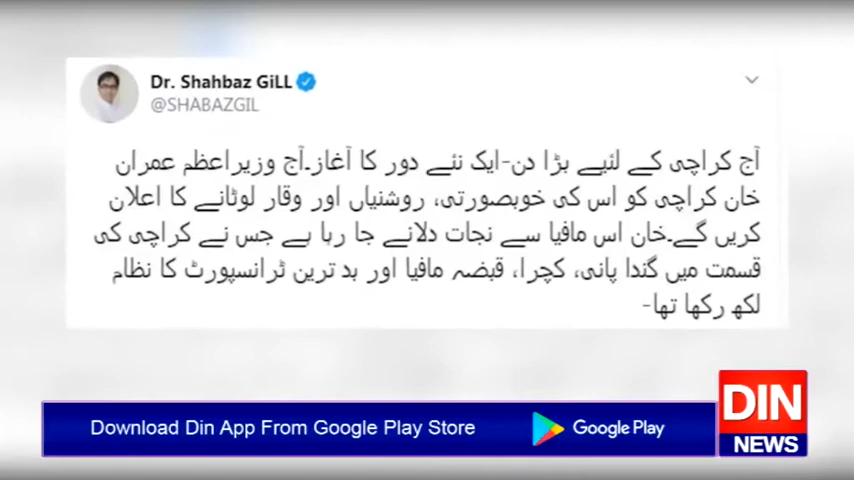 Dr. Shahbaz GiLL
@SHABAZGIL
آج کراچی کے لئیے بڑا دن-ایک نئے دور کا آغاز۔آج وزیراعظم عمران
خان کراچی کو اس کی خوبصورتی، روشنیاں اور وقار لوٹانے کا اعلان
کریں گے۔خان اس مافیا سے نجات دلانے جا رہا ہے جس نے کراچی کی
قسمت میں گندا پانی، کچرا، قبضہ مافیا اور بد ترین ٹرانسپورٹ کا نظام
لکھ رکھا تھا-
Download Din App From Google Play Store
Google Play
DIN
NEWS